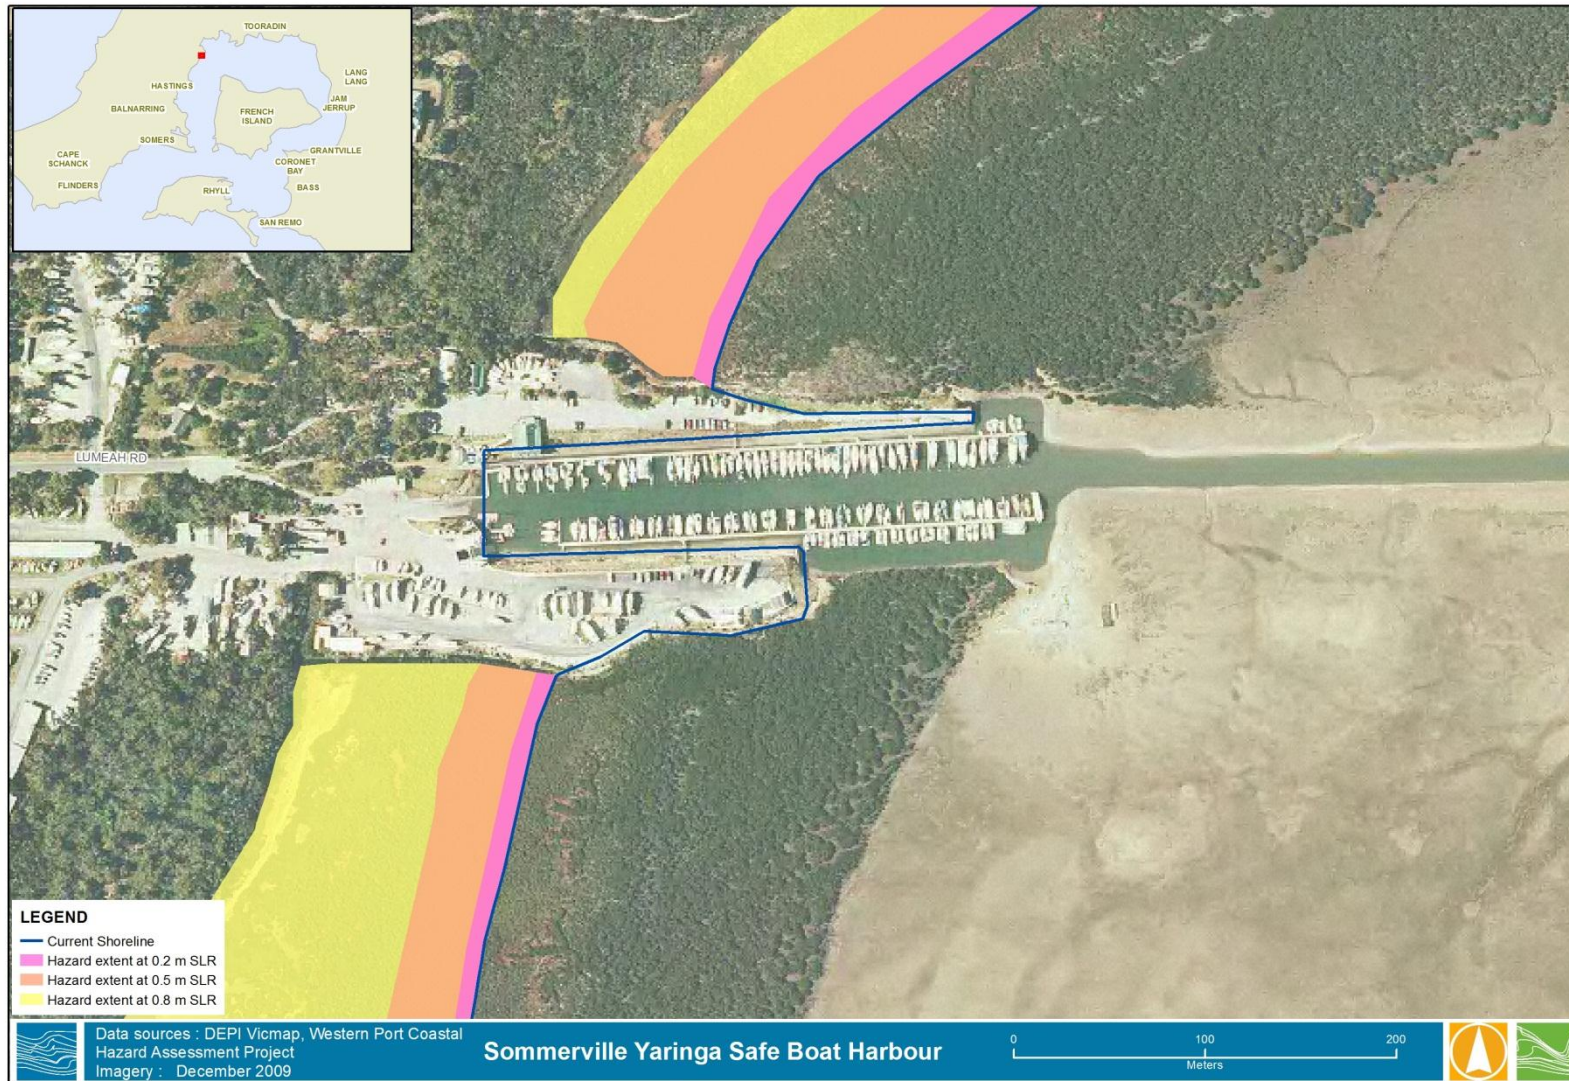 TOORADIN
LANG
LANG
HASTINGS
JAM
JERRUP
BALNARRING
FRENCH
ISLAND
SOMERS
GRANTVILLE
CAPE
SCHANCK
CORONET
BAY
FLINDERS
RHYLL
BASS
SAN REMO
LUMEAH RD
LEGEND
Current Shoreline
Hazard extent at 0.2 m SLR
Hazard extent at 0.5 m SLR
Hazard extent at 0.8 m SLR
Data sources : DEPI Vicmap, Western Port Coastal
Hazard Assessment Project
Imagery : December 2009
Sommerville Yaringa Safe Boat Harbour
0 100 200
Meters